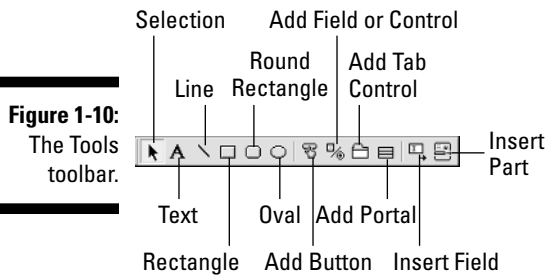 Selection
Add Field or Control
Round
Rectangle
Add Tab
Control
Line
Figure 1-10:
The Tools
toolbar.
A
Insert
Part
Text
Oval
Add Portal
Rectangle
Add Button
Insert Field